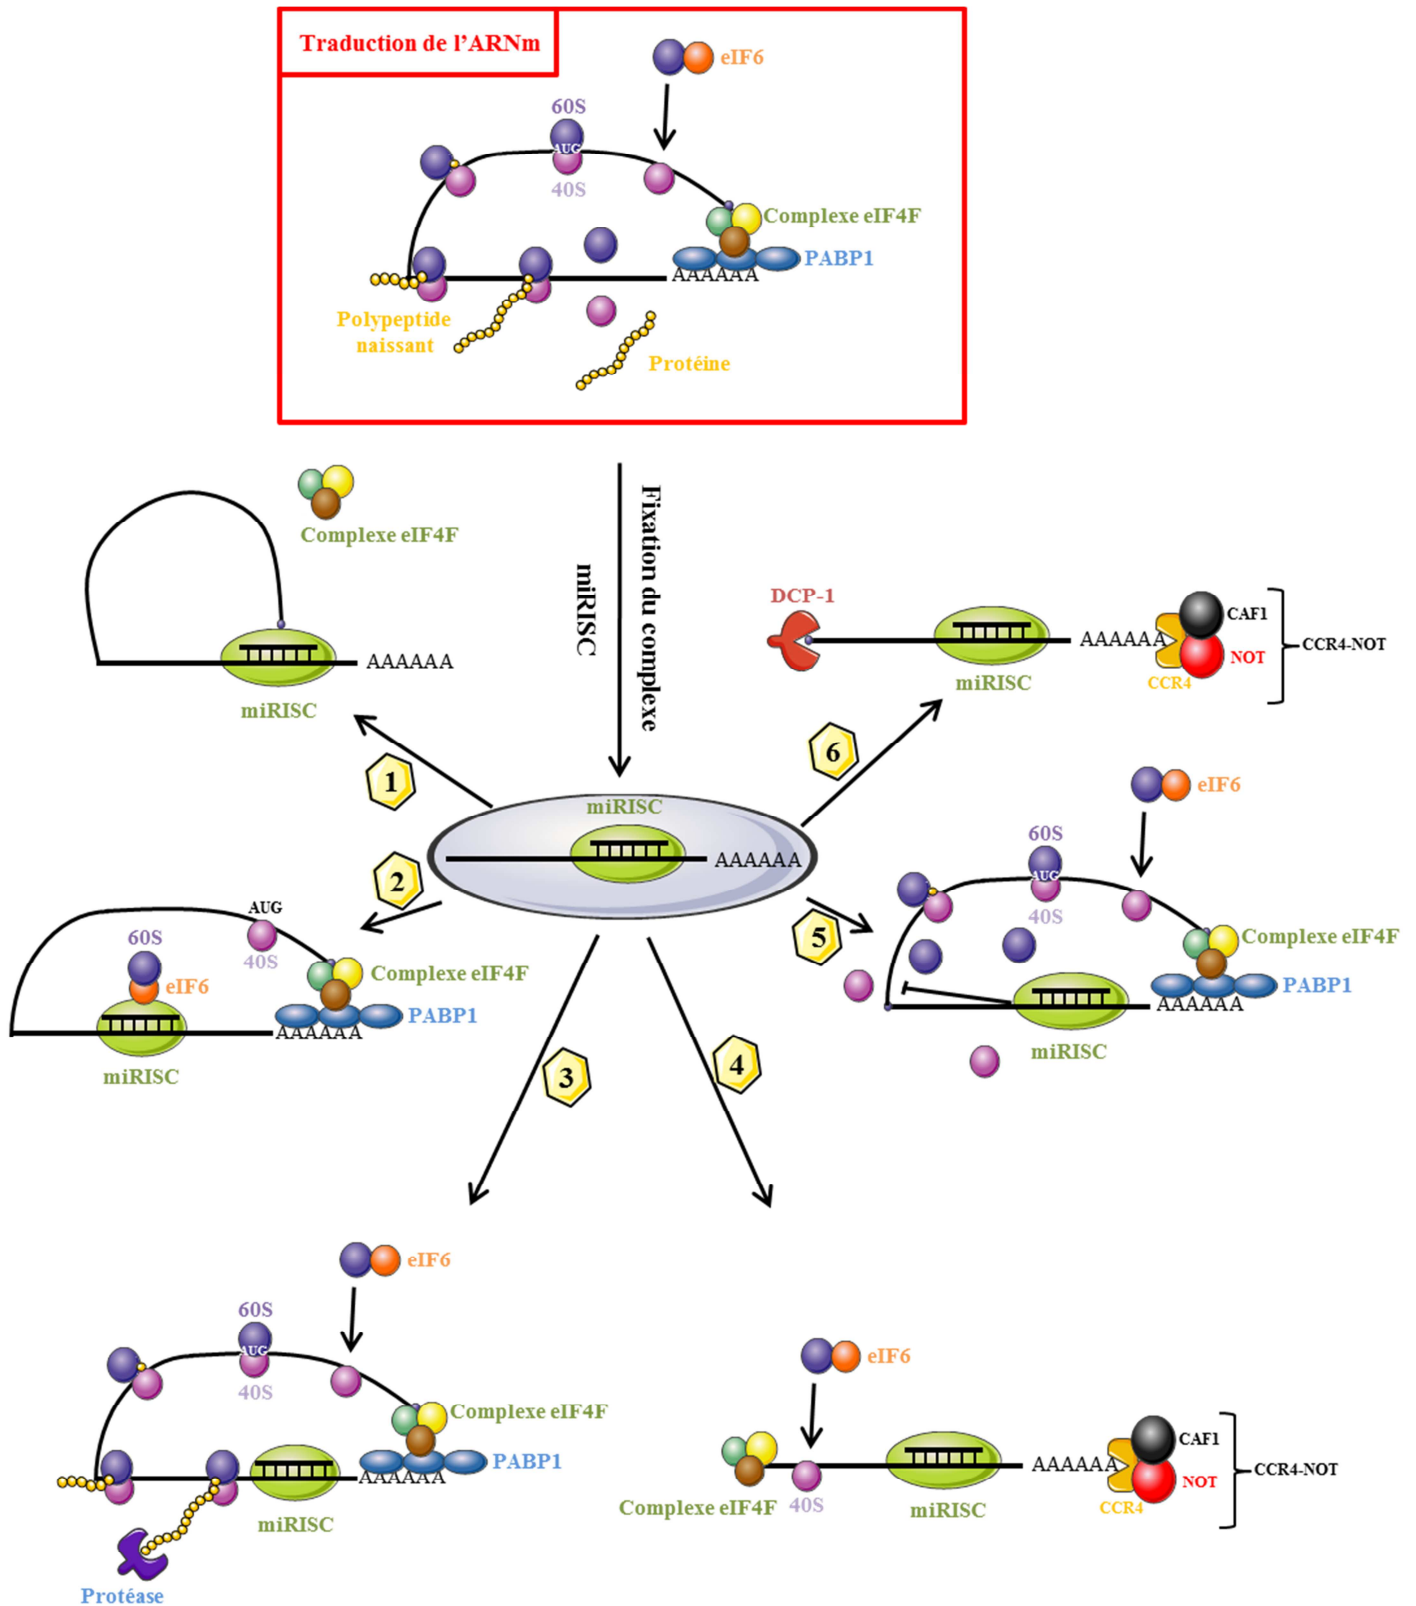 Traduction de l'ARNm
eIF6
60S
AUG
40S
Complexe eIF4F
PABP1
AAAAAA
Polypeptide
naissant
Protéine
Fixation du complexe
miRISC
Complexe eIF4F
AAAAAA
miRISC
1
DCP-1
AAAAAA
CAF1
NOT
CCR4
CCR4-NOT
miRISC
6
miRISC
AAAAAA
2
AUG
60S
40S
eIF6
Complexe eIF4F
PABP1
AAAAAA
miRISC
5
eIF6
60S
AUG
40S
Complexe eIF4F
PABP1
AAAAAA
miRISC
3
4
eIF6
60S
AUG
40S
Complexe eIF4F
PABP1
AAAAAA
miRISC
Protéase
eIF6
Complexe eIF4F
40S
miRISC
AAAAAA
CAF1
NOT
CCR4
CCR4-NOT